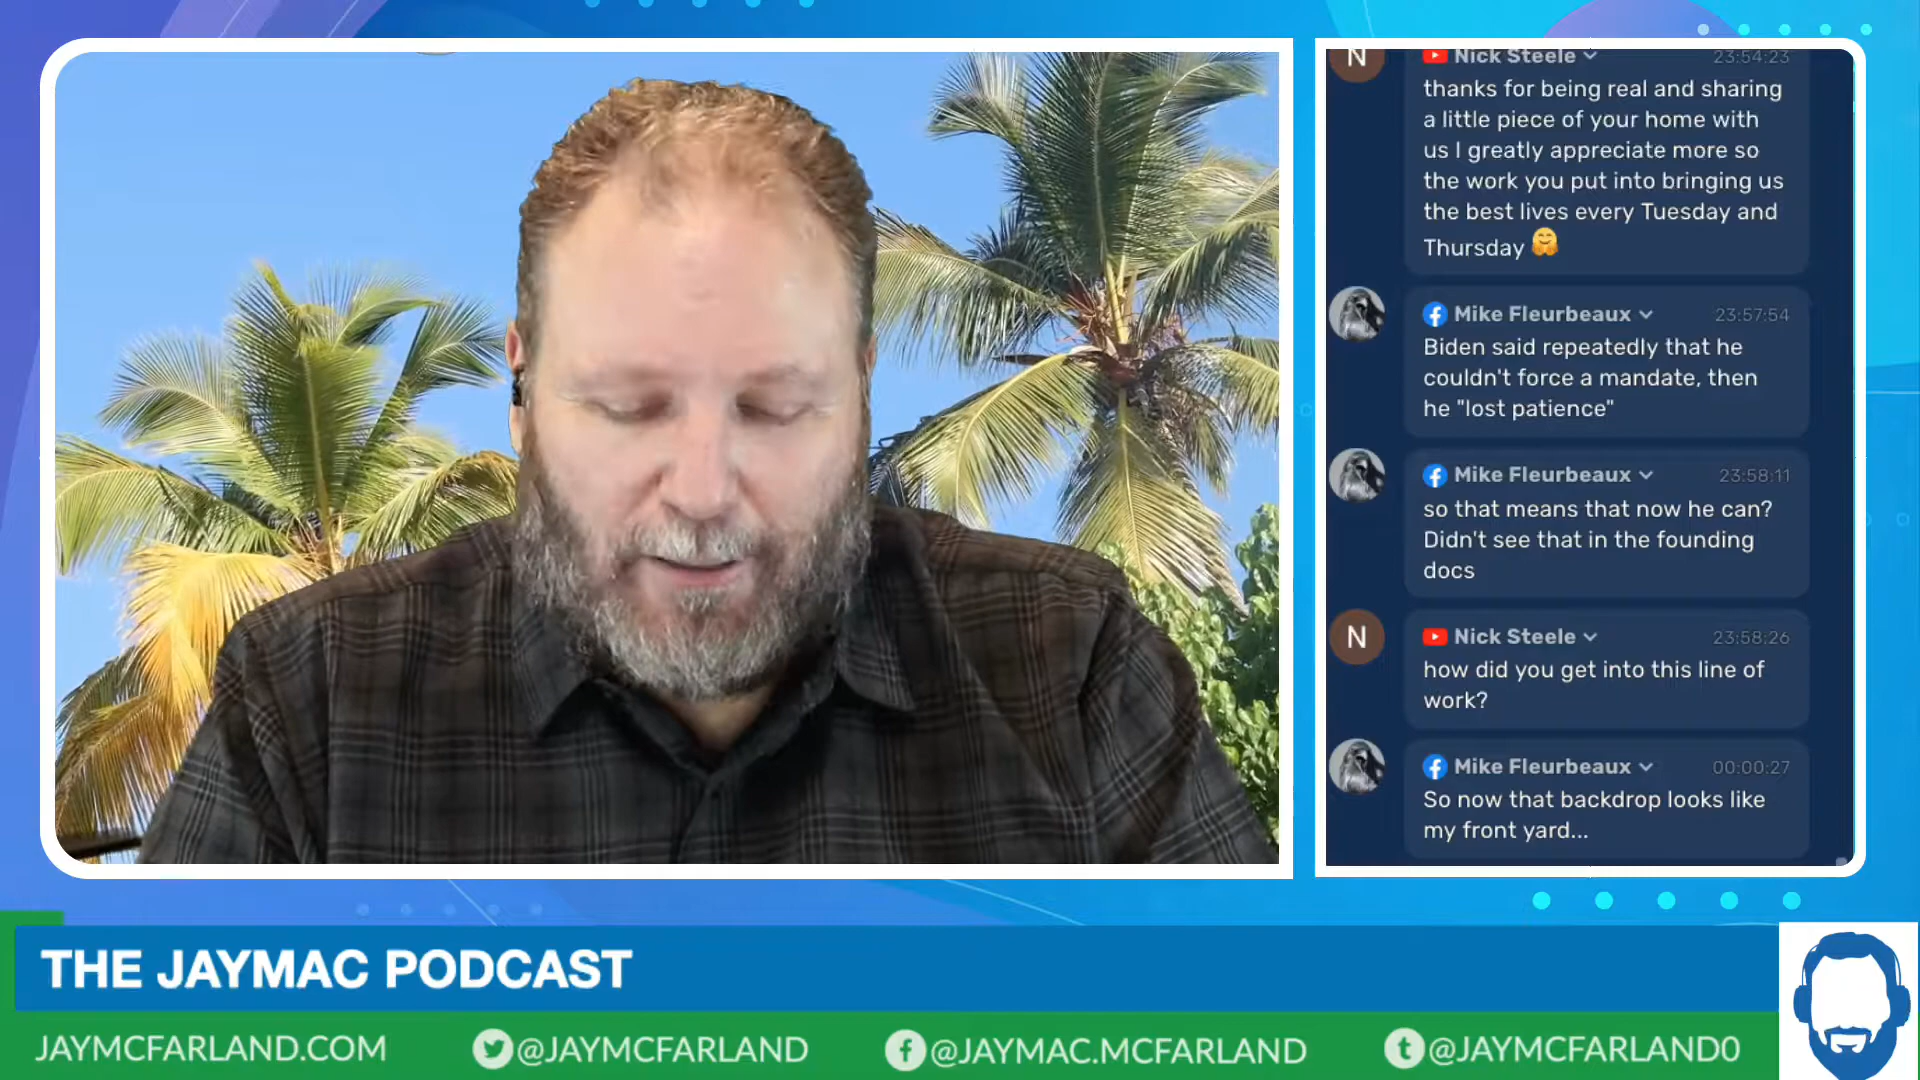 Nick Steele 23:54:23
thanks for being real and sharing
a little piece of your home with
us I greatly appreciate more so
the work you put into bringing us
the best lives every Tuesday and
Thursday 🤗
Mike Fleurbeaux 23:57:54
Biden said repeatedly that he
couldn't force a mandate, then
he "lost patience"
Mike Fleurbeaux 23:58:11
so that means that now he can?
Didn't see that in the founding
docs
N
Nick Steele 23:58:26
how did you get into this line of
work?
Mike Fleurbeaux 00:00:27
So now that backdrop looks like
my front yard...
THE JAYMAC PODCAST
JAYMCFARLAND.COM @JAYMCFARLAND @JAYMAC.MCFARLAND @JAYMCFARLAND0